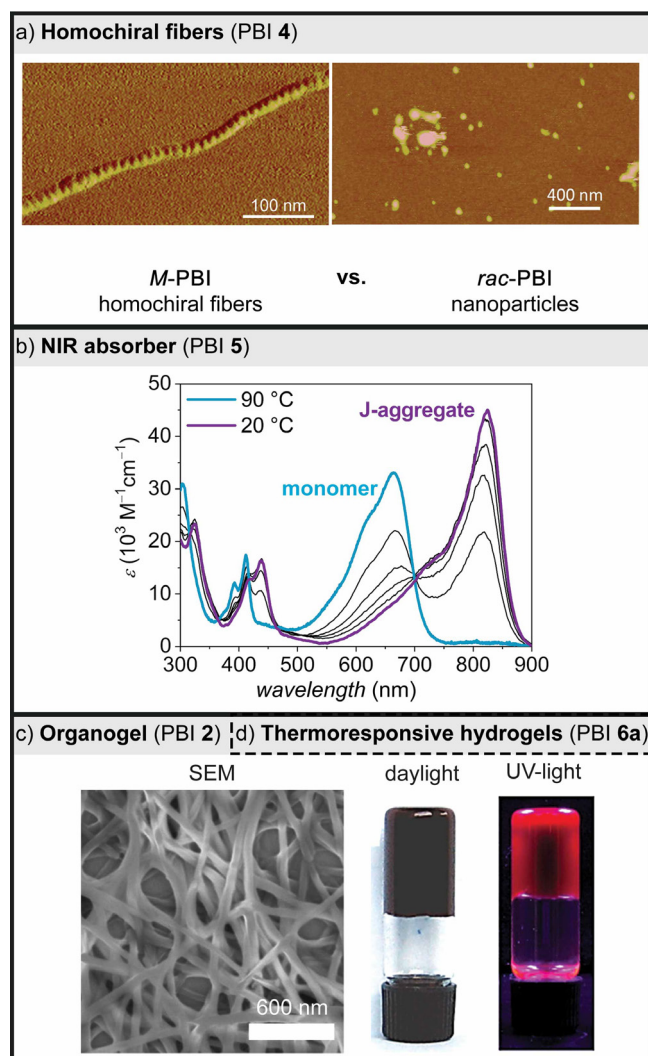 a) Homochiral fibers (PBI 4)
100 nm
400 nm
M-PBI vs. rac-PBI
homochiral fibers nanoparticles
b) NIR absorber (PBI 5)
90 °C
20 °C
J-aggregate
monomer
ε (10³ M⁻¹cm⁻¹)
50
40
30
20
10
0
300 400 500 600 700 800 900
wavelength (nm)
c) Organogel (PBI 2) d) Thermoresponsive hydrogels (PBI 6a)
SEM daylight UV-light
600 nm